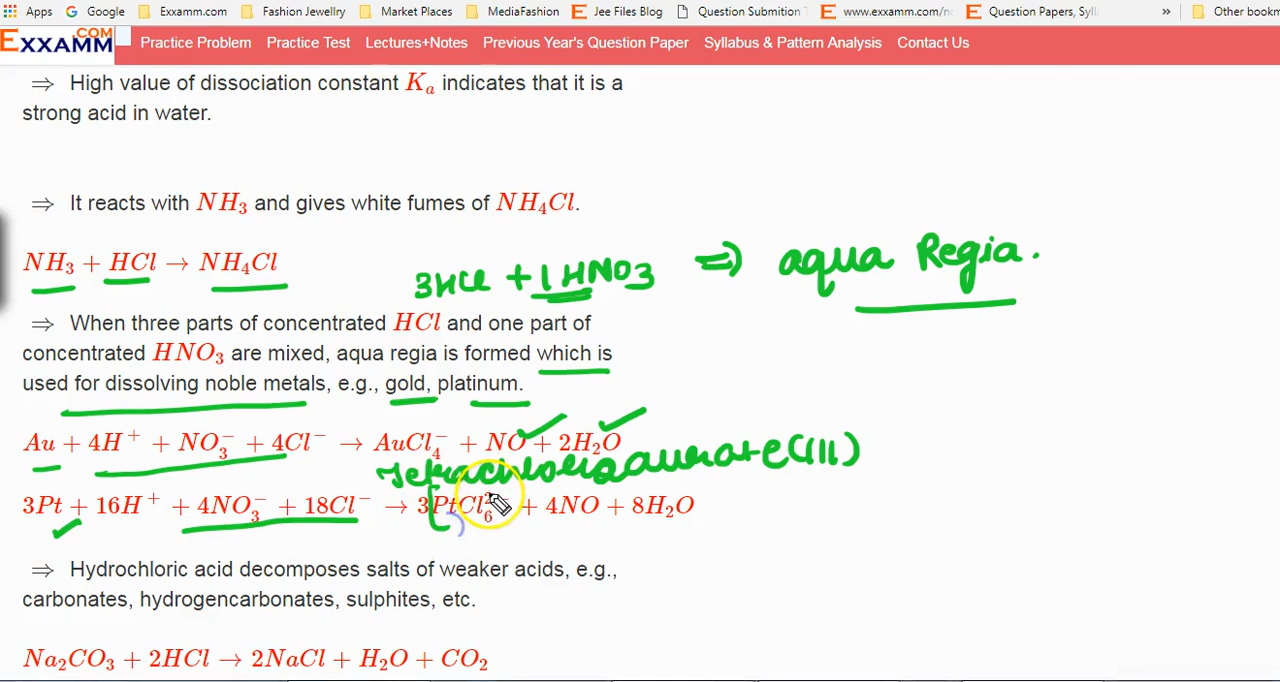 Apps Google Exxamm.com Fashion Jewellry Market Places MediaFashion Jee Files Blog Question Submition T www.exxamm.com/n Question Papers, Syll » Other bookm
EXXAMM .COM Practice Problem Practice Test Lectures+Notes Previous Year's Question Paper Syllabus & Pattern Analysis Contact Us
⇒ High value of dissociation constant Kₐ indicates that it is a
strong acid in water.
⇒ It reacts with NH₃ and gives white fumes of NH₄Cl.
NH₃ + HCl → NH₄Cl
3HCl + 1HNO3 ⇒ aqua Regia.
⇒ When three parts of concentrated HCl and one part of
concentrated HNO₃ are mixed, aqua regia is formed which is
used for dissolving noble metals, e.g., gold, platinum.
Au + 4H⁺ + NO₃⁻ + 4Cl⁻ → AuCl₄⁻ + NO + 2H₂O
3Pt + 16H⁺ + 4NO₃⁻ + 18Cl⁻ → 3PtCl₆²⁻ + 4NO + 8H₂O
⇒ Hydrochloric acid decomposes salts of weaker acids, e.g.,
carbonates, hydrogencarbonates, sulphites, etc.
Na₂CO₃ + 2HCl → 2NaCl + H₂O + CO₂